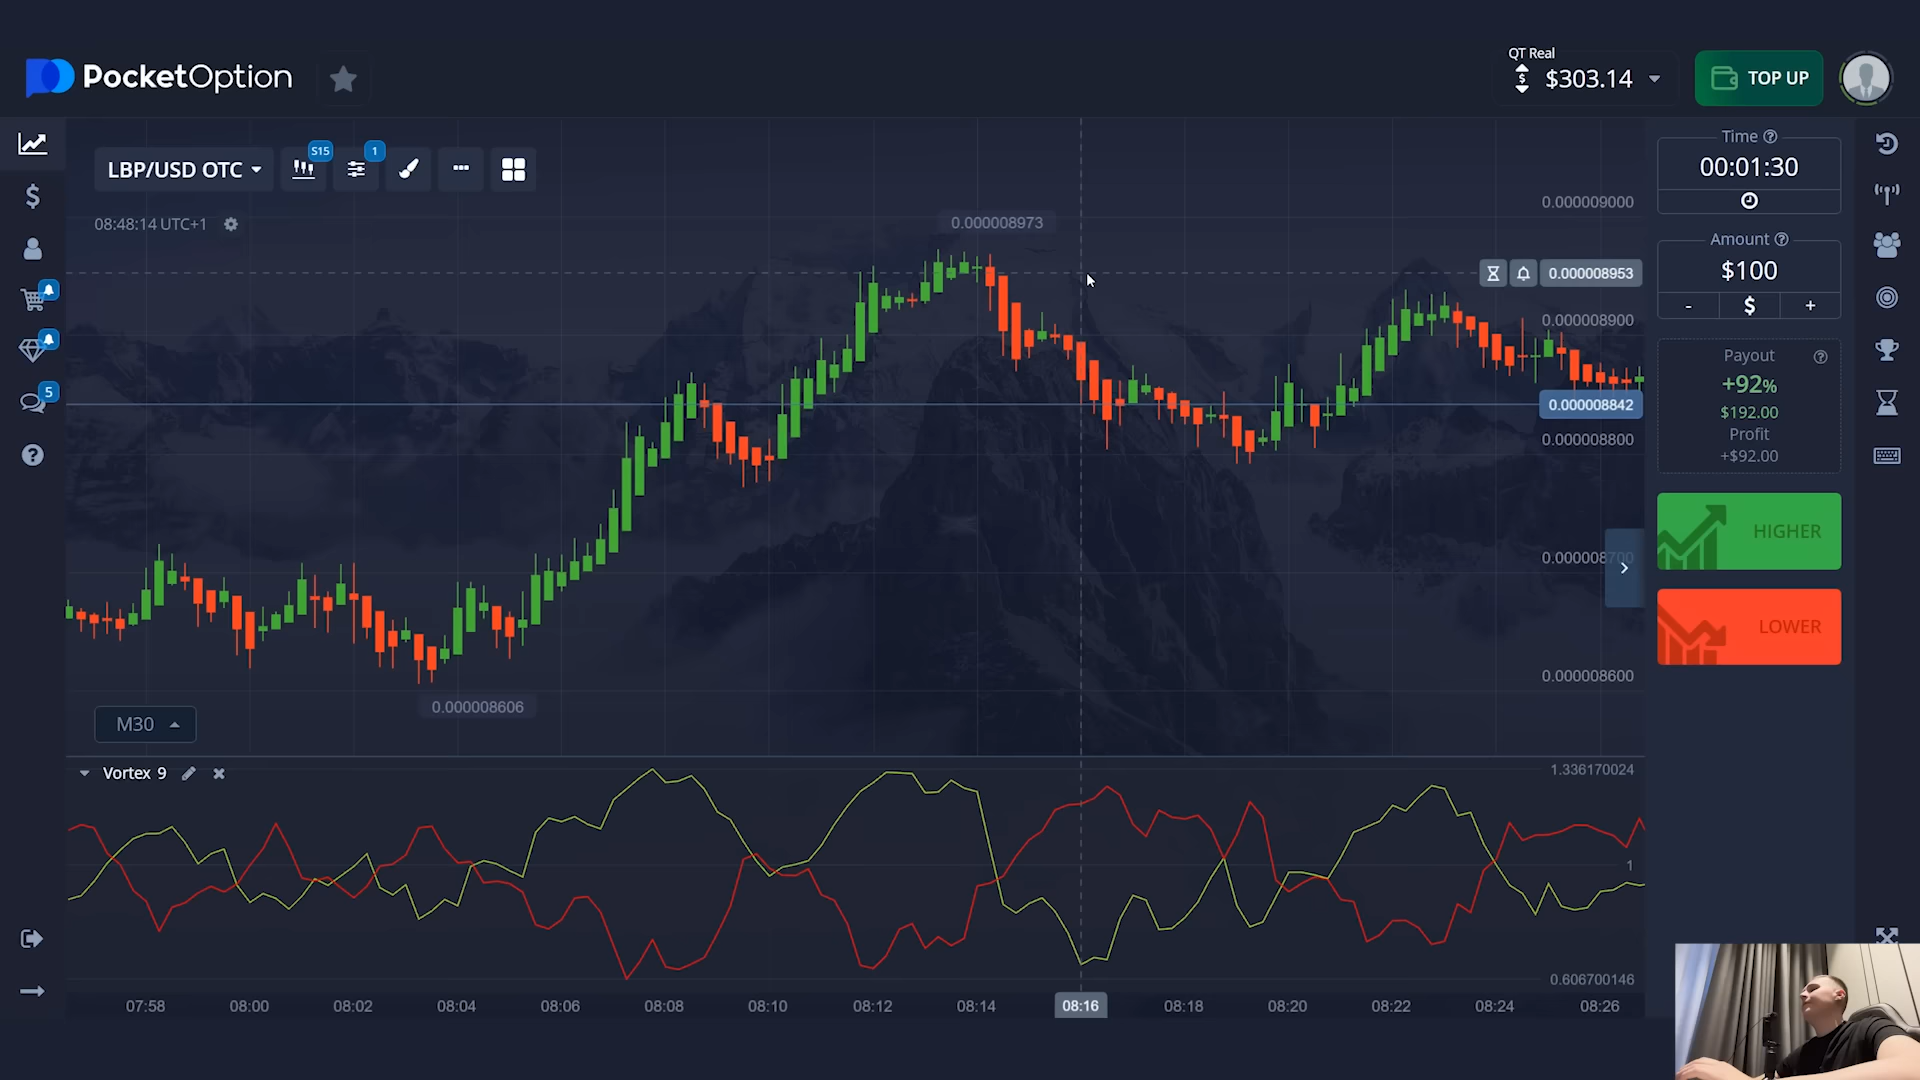 PocketOption
QT Real
$303.14
TOP UP
LBP/USD OTC
S15
1
08:48:14 UTC+1
0.000008973
0.000009000
0.000008953
0.000008900
0.000008842
0.000008800
0.000008700
0.000008600
0.000008606
5
M30
Time
00:01:30
Amount
$100
- $ +
Payout
+92%
$192.00
Profit
+$92.00
HIGHER
LOWER
Vortex 9
1.336170024
1
0.606700146
07:58 08:00 08:02 08:04 08:06 08:08 08:10 08:12 08:14 08:16 08:18 08:20 08:22 08:24 08:26